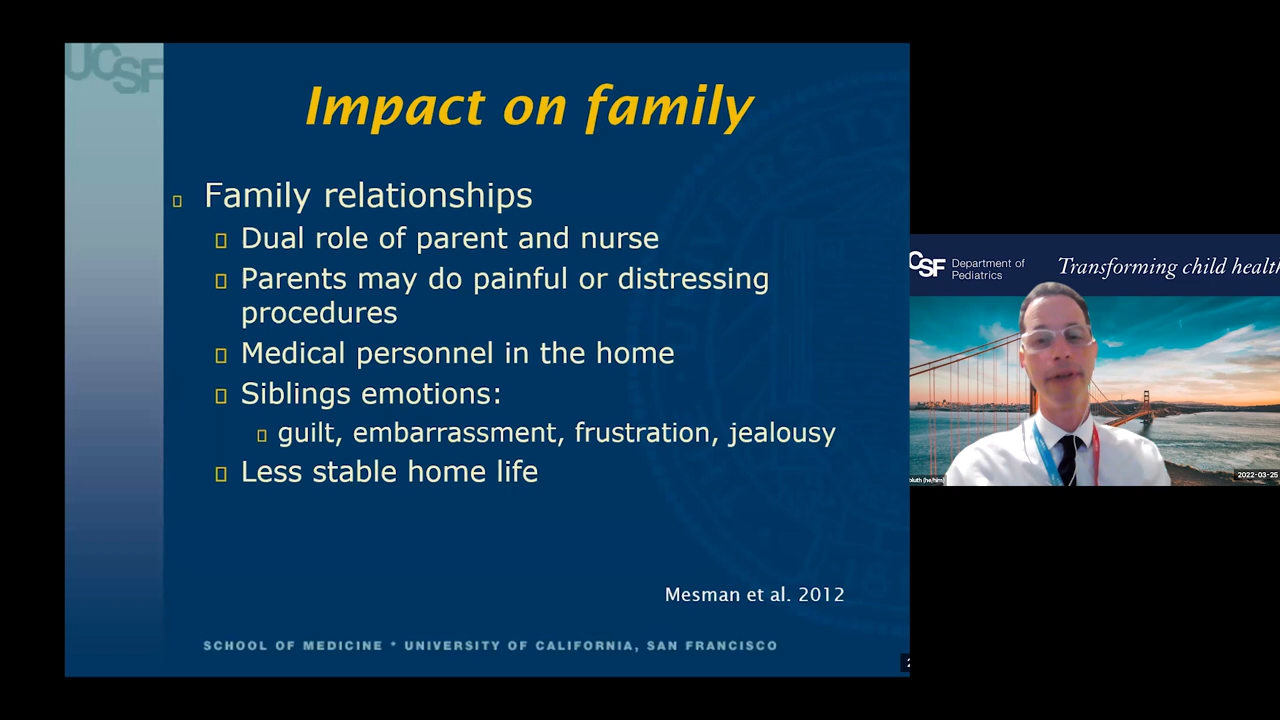 UCSF
Impact on family
Family relationships
Dual role of parent and nurse
Parents may do painful or distressing
procedures
Medical personnel in the home
Siblings emotions:
guilt, embarrassment, frustration, jealousy
Less stable home life
Mesman et al. 2012
SCHOOL OF MEDICINE * UNIVERSITY OF CALIFORNIA, SAN FRANCISCO
CSF Department of
Pediatrics
Transforming child health
(he/him)
2022-03-25